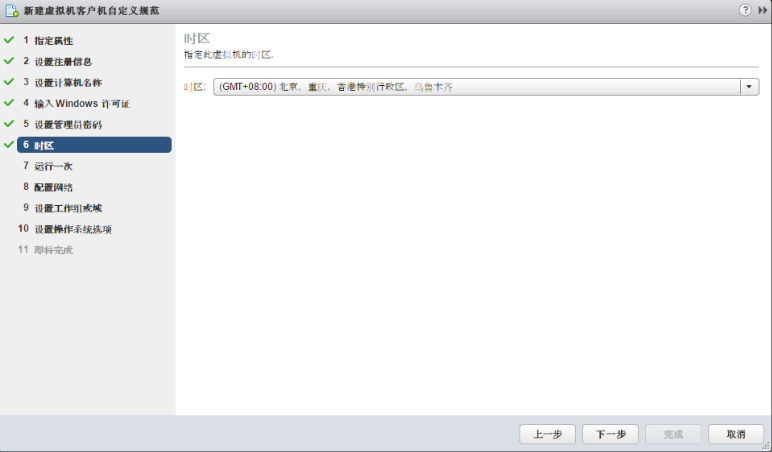 新建虚拟机客户机自定义规范
1 指定属性
2 设置注册信息
3 设置计算机名称
4 输入 Windows 许可证
5 设置管理员密码
6 时区
7 运行一次
8 配置网络
9 设置工作组或域
10 设置操作系统选项
11 即将完成
时区
指定此虚拟机的时区.
时区: (GMT+08:00) 北京, 重庆, 香港特别行政区, 乌鲁木齐
上一步 下一步 完成 取消